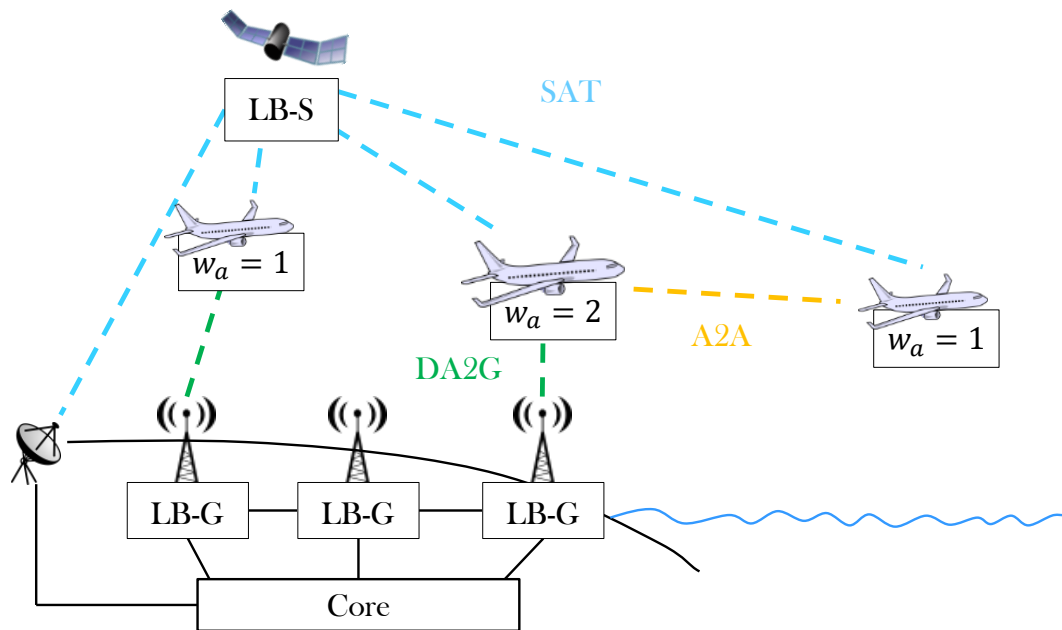 SAT
LB-S
w_a = 1
w_a = 2
A2A
w_a = 1
DA2G
LB-G
LB-G
LB-G
Core